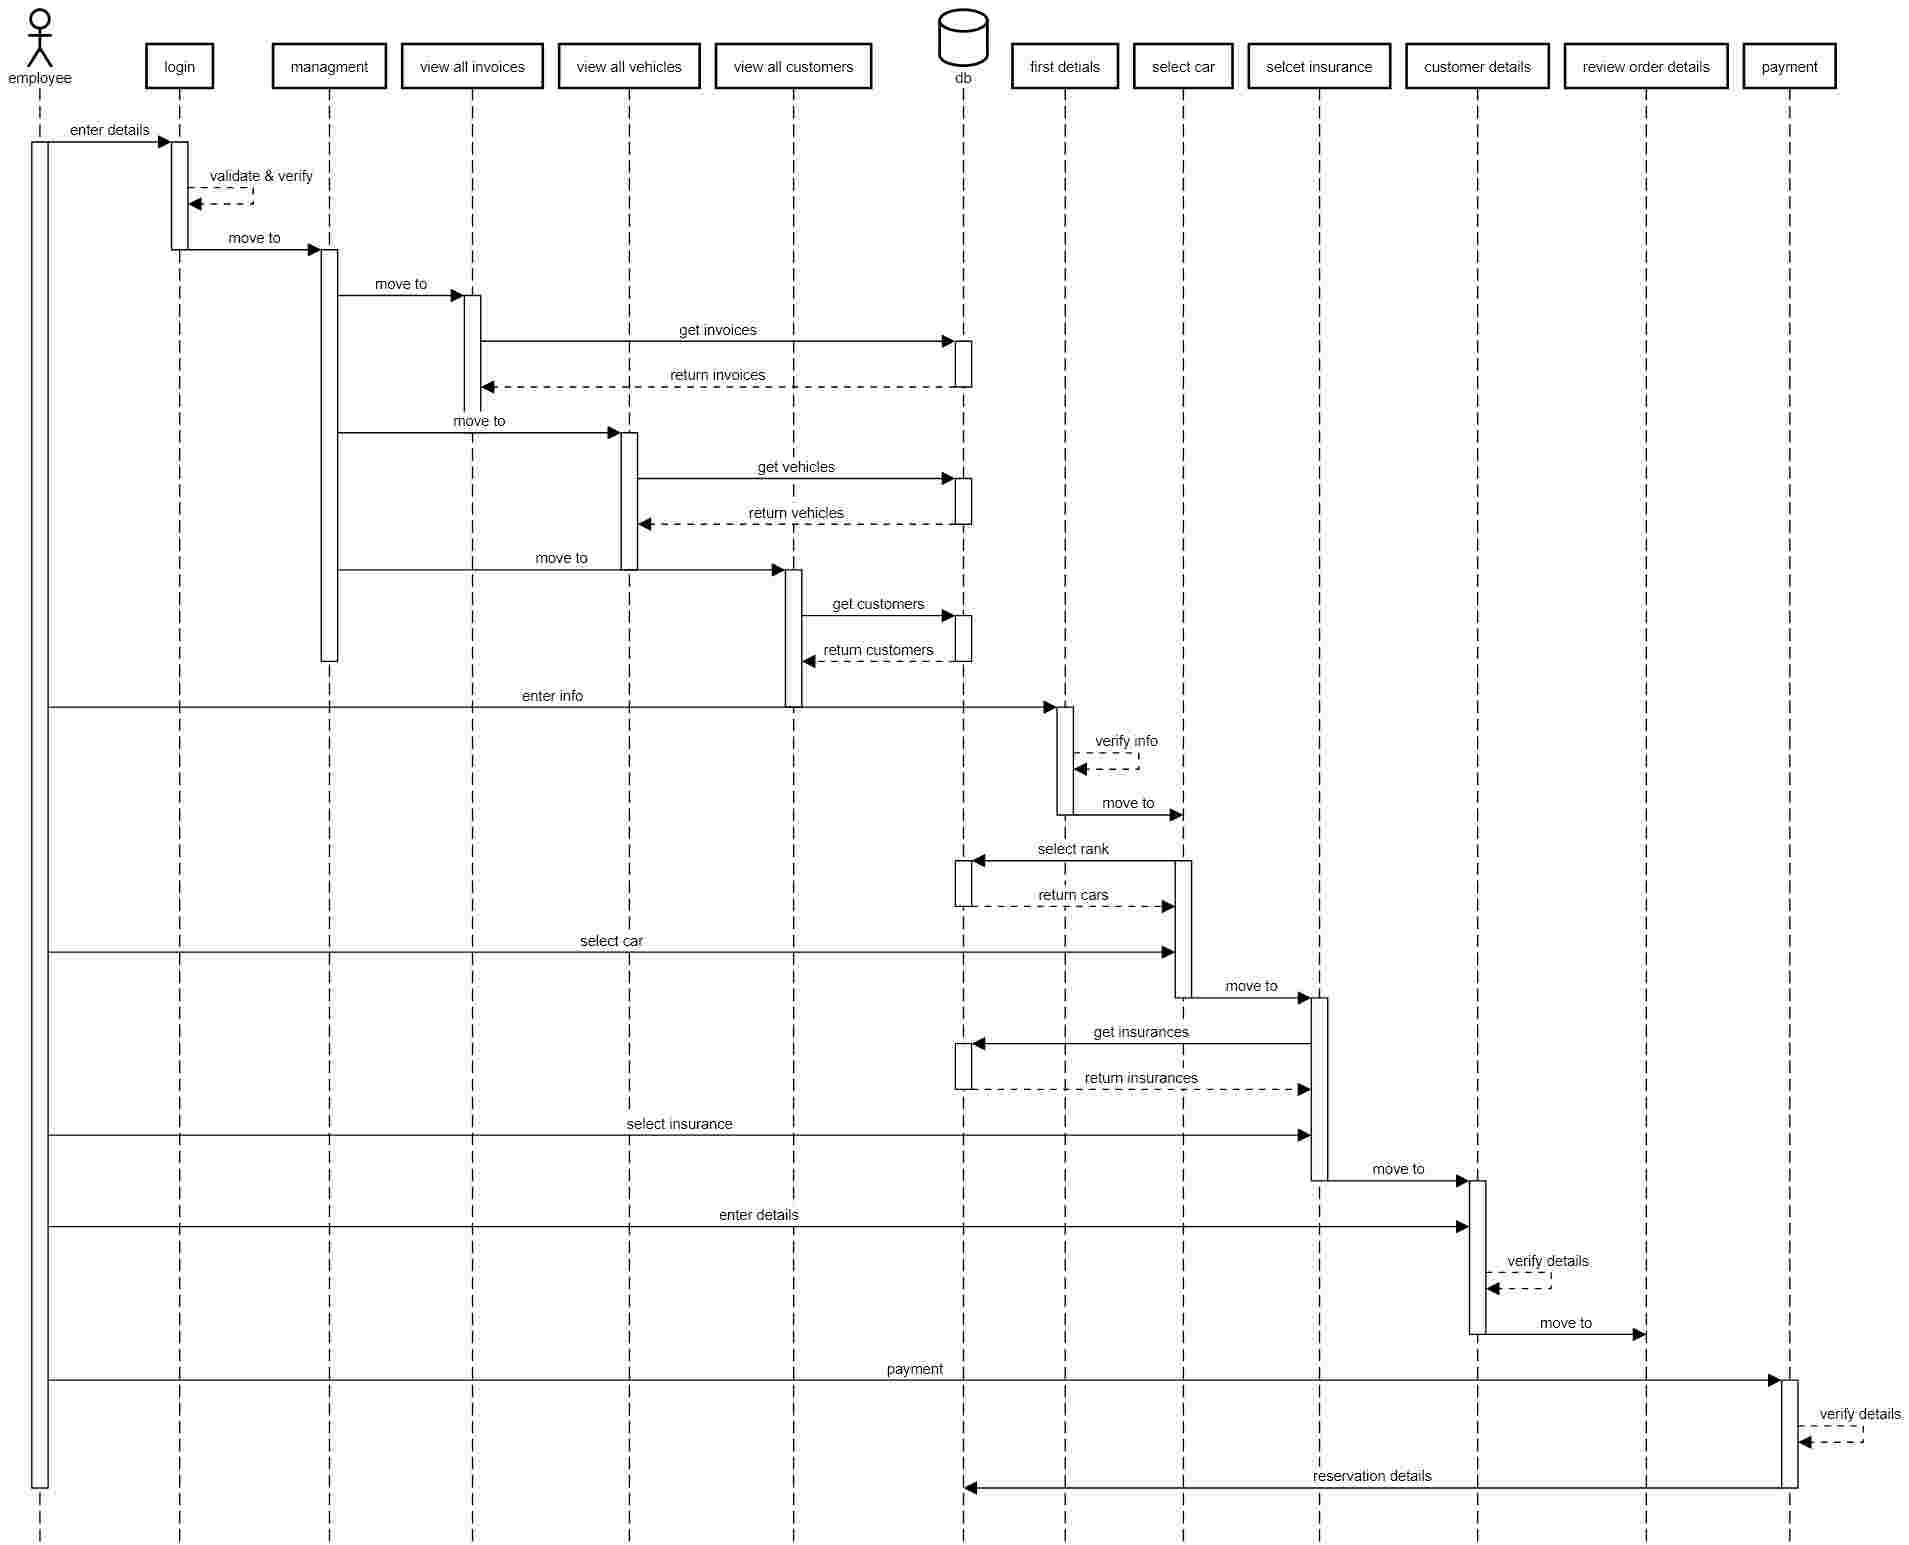 employee
login
managment
view all invoices
view all vehicles
view all customers
db
first detials
select car
selcet insurance
customer details
review order details
payment
enter details
validate & verify
move to
move to
get invoices
return invoices
move to
get vehicles
return vehicles
move to
get customers
return customers
enter info
verify info
move to
select rank
return cars
select car
move to
get insurances
return insurances
select insurance
move to
enter details
verify details
move to
payment
verify details
reservation details